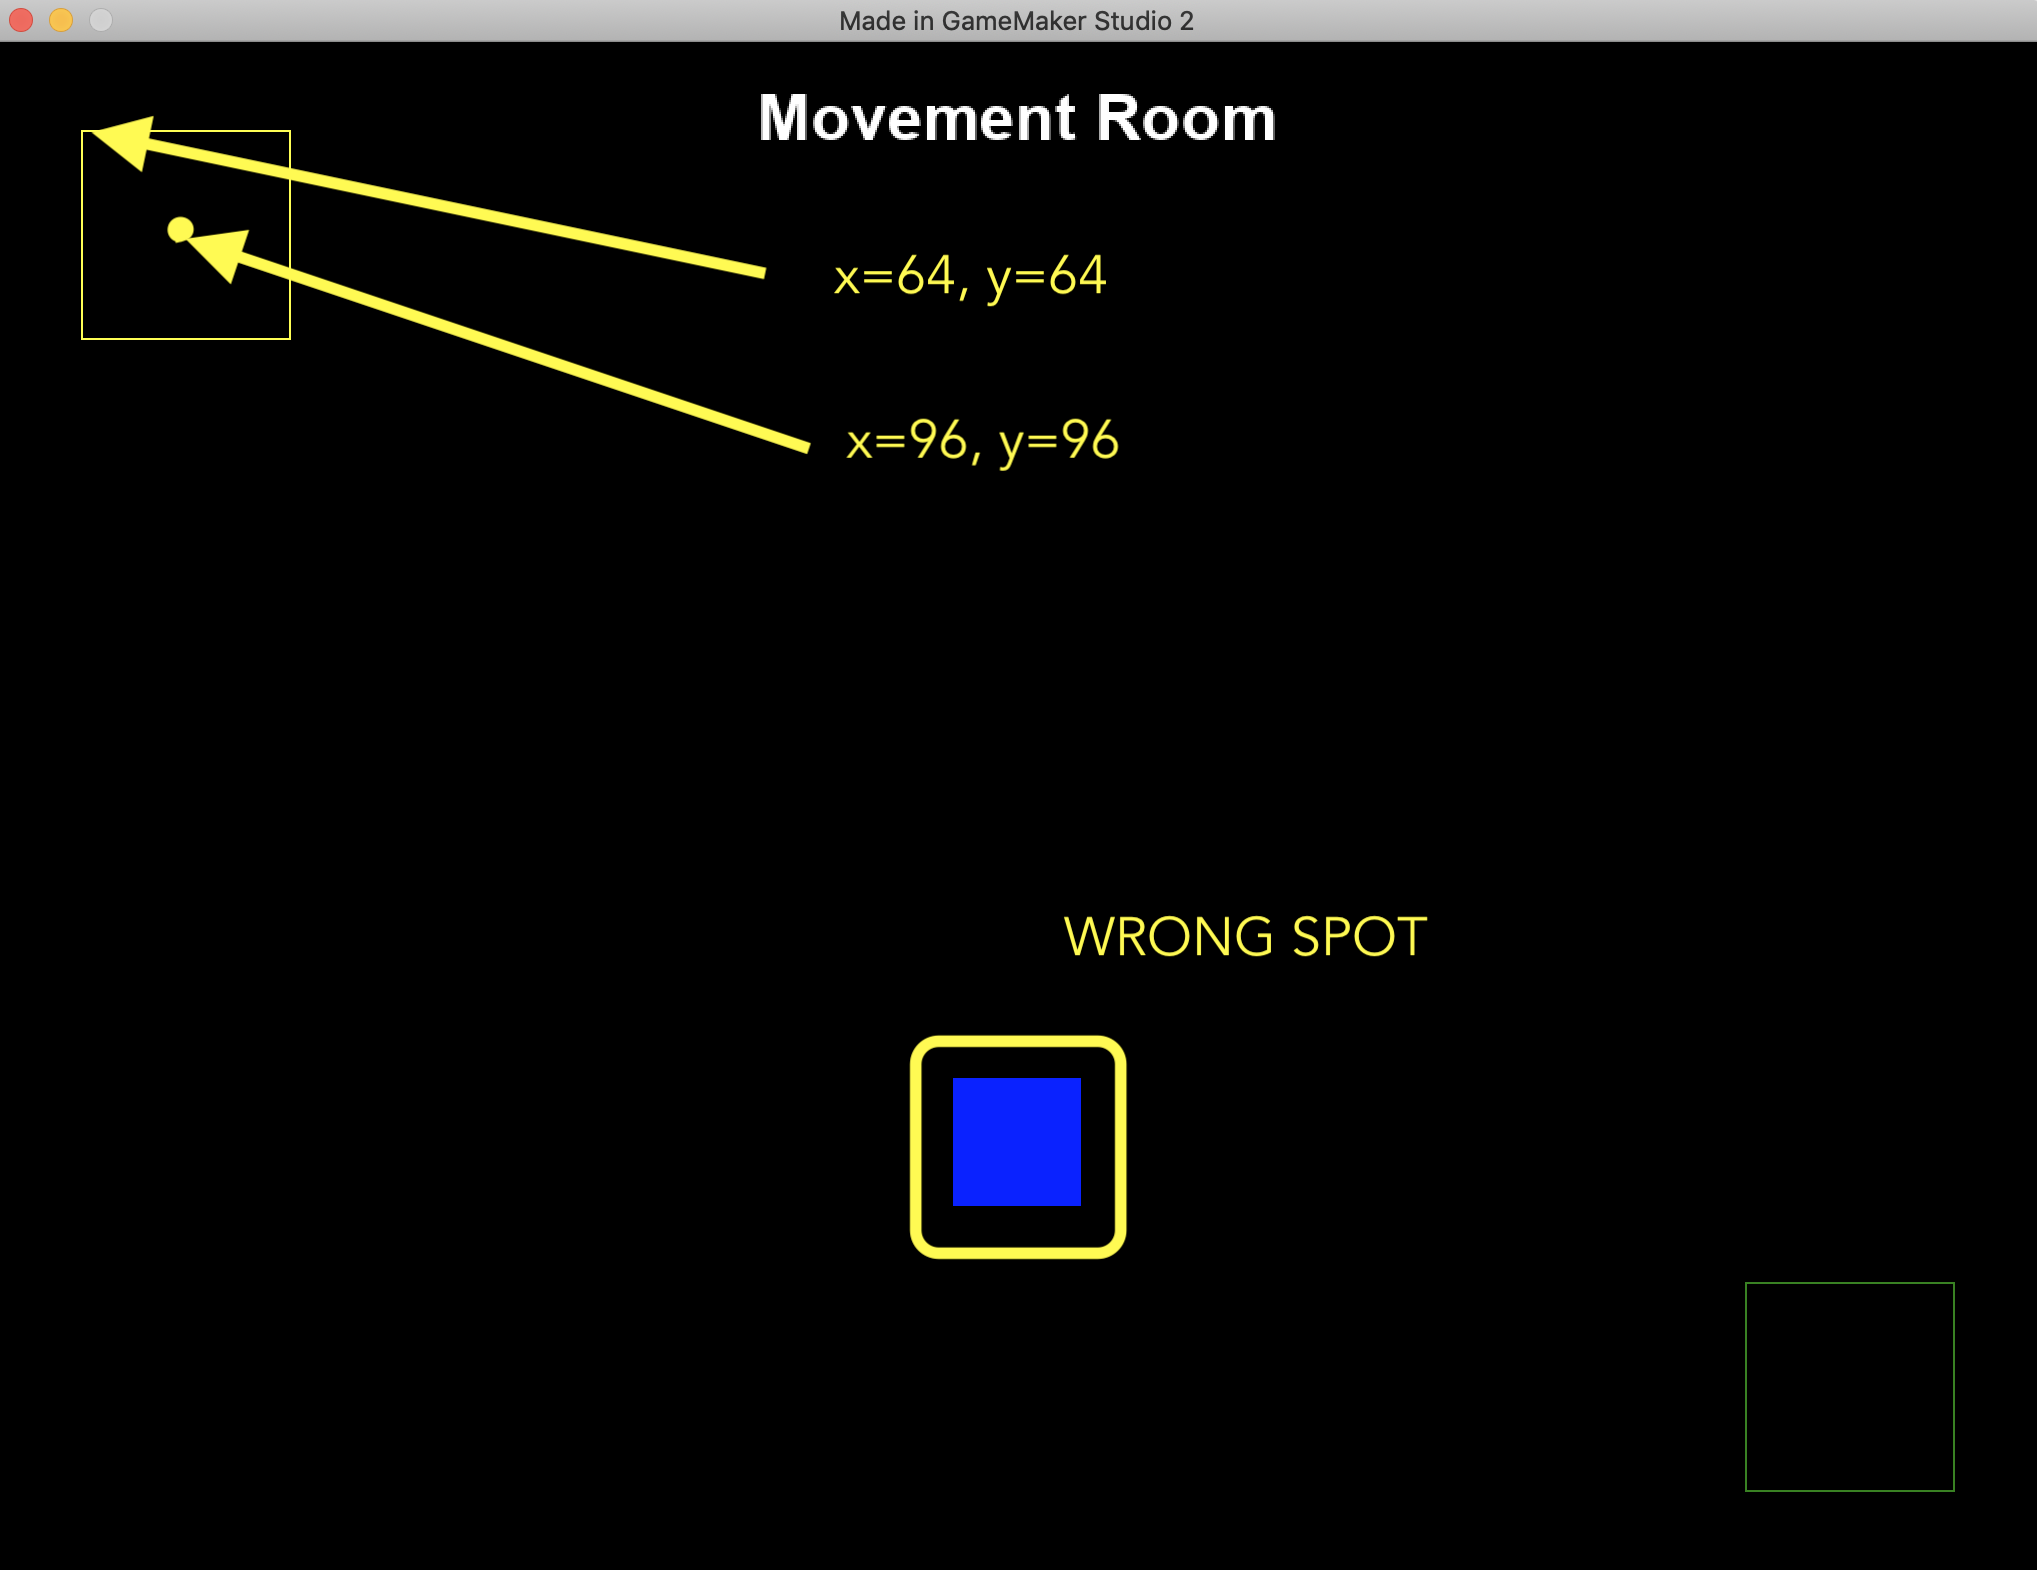 Made in GameMaker Studio 2
Movement Room
x=64, y=64
x=96, y=96
WRONG SPOT